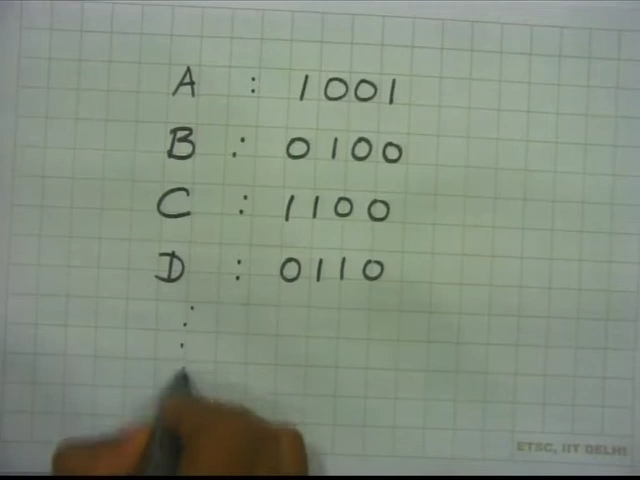 A : 1001
B : 0100
C : 1100
D : 0110
:
.
ETSC, IIT DELHI